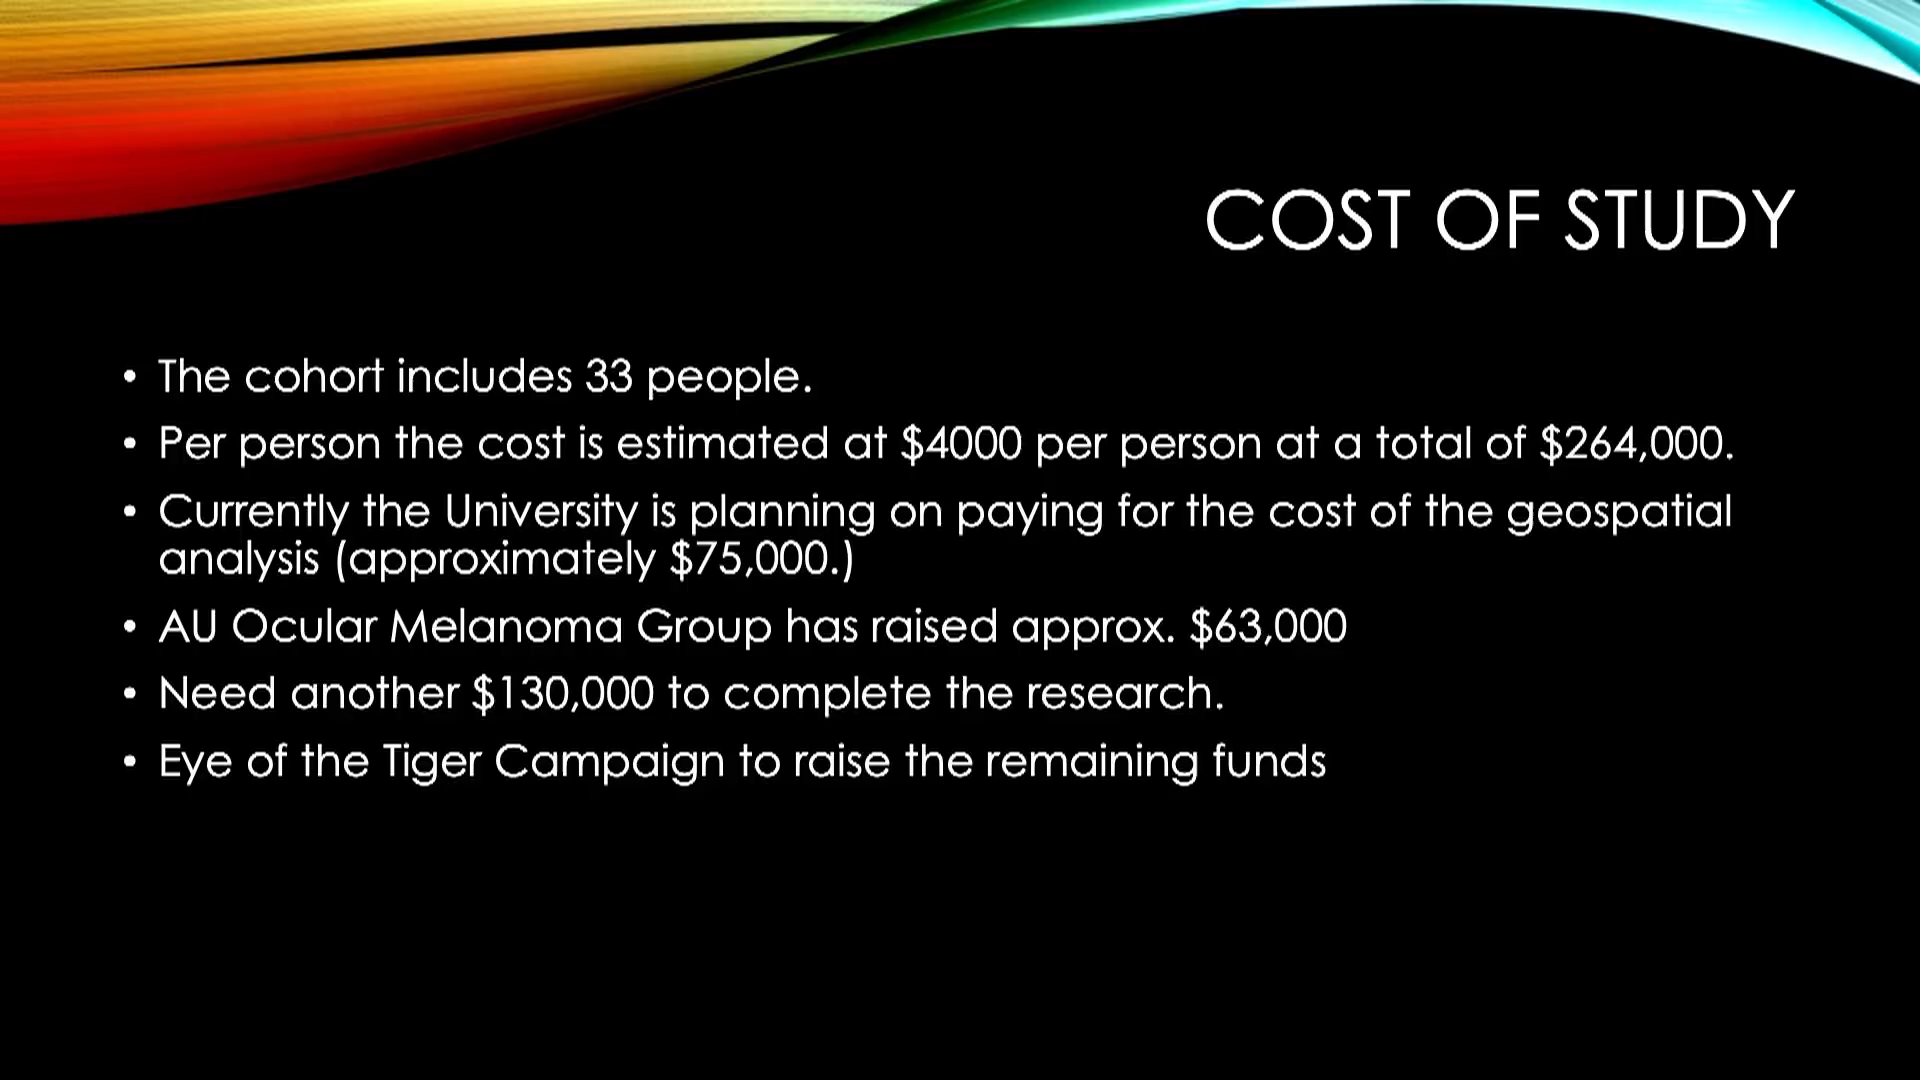 COST OF STUDY
• The cohort includes 33 people.
• Per person the cost is estimated at $4000 per person at a total of $264,000.
• Currently the University is planning on paying for the cost of the geospatial
analysis (approximately $75,000.)
• AU Ocular Melanoma Group has raised approx. $63,000
• Need another $130,000 to complete the research.
• Eye of the Tiger Campaign to raise the remaining funds